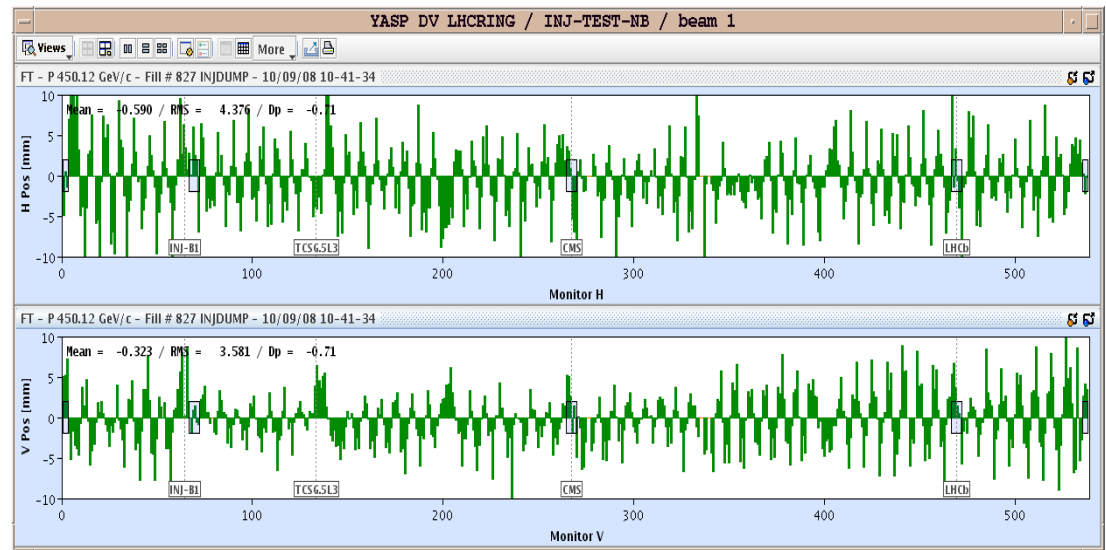 YASP DV LHCRING / INJ-TEST-NB / beam 1
Views More
FT - P 450.12 GeV/c - Fill # 827 INJDUMP - 10/09/08 10-41-34
Mean = -0.590 / RMS = 4.376 / Dp = -0.71
H Pos [mm]
10
5
0
-5
-10
INJ-B1 TCSG.5L3 CMS LHCb
0 100 200 300 400 500
Monitor H
FT - P 450.12 GeV/c - Fill # 827 INJDUMP - 10/09/08 10-41-34
Mean = -0.323 / RMS = 3.581 / Dp = -0.71
V Pos [mm]
10
5
0
-5
-10
INJ-B1 TCSG.5L3 CMS LHCb
0 100 200 300 400 500
Monitor V